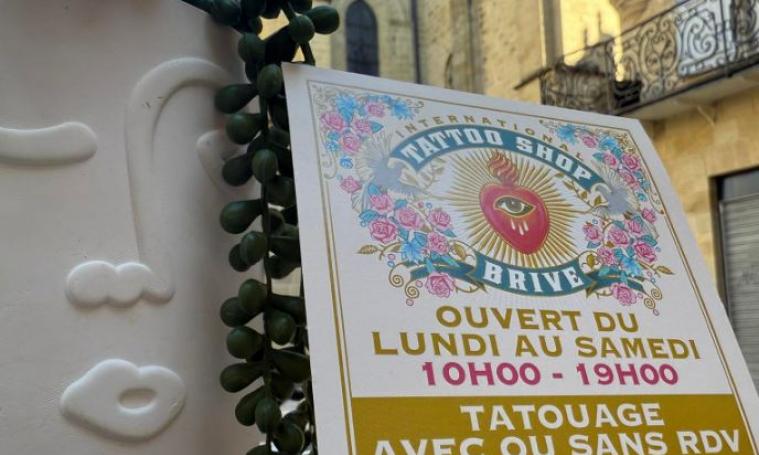 INTERNATIONAL
TATTOO SHOP
BRIVE
OUVERT DU
LUNDI AU SAMEDI
10H00 - 19H00
TATOUAGE
AVEC OU SANS RDV